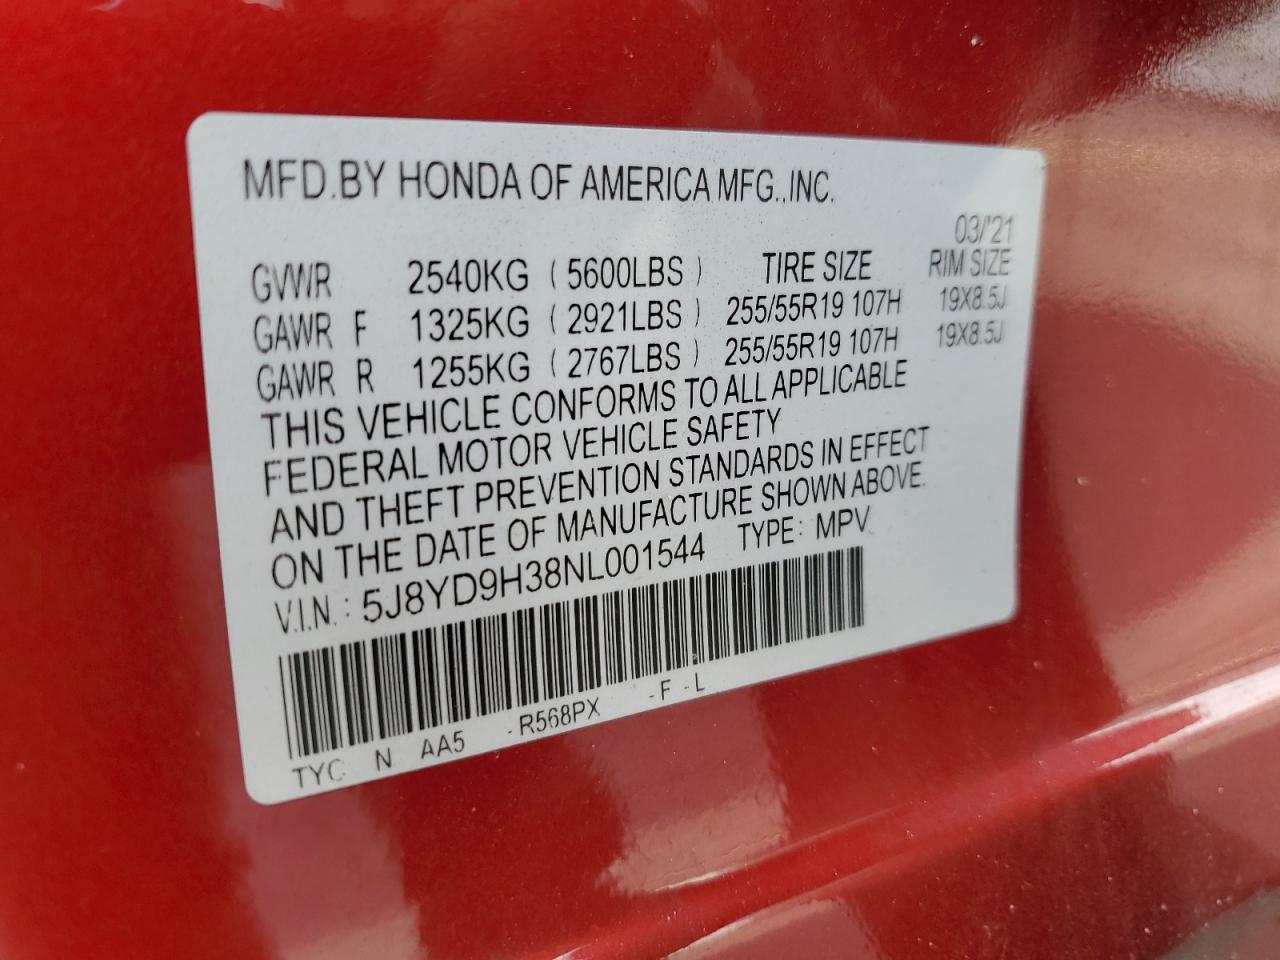 MFD.BY HONDA OF AMERICA MFG.,INC.
03/'21
GVWR 2540KG ( 5600LBS ) TIRE SIZE RIM SIZE
GAWR F 1325KG ( 2921LBS ) 255/55R19 107H 19X8.5J
GAWR R 1255KG ( 2767LBS ) 255/55R19 107H 19X8.5J
THIS VEHICLE CONFORMS TO ALL APPLICABLE
FEDERAL MOTOR VEHICLE SAFETY
AND THEFT PREVENTION STANDARDS IN EFFECT
ON THE DATE OF MANUFACTURE SHOWN ABOVE.
V.I.N.: 5J8YD9H38NL001544 TYPE: MPV
TYC N AA5 -R568PX -F -L